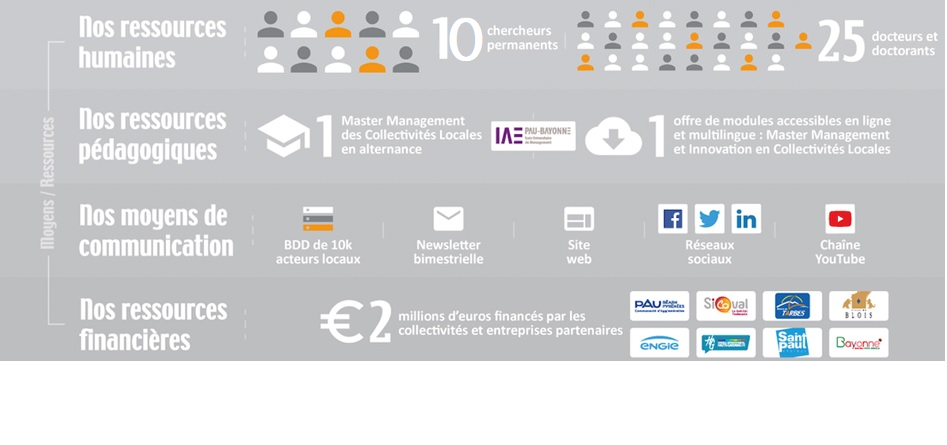 Moyens / Ressources
Nos ressources
humaines
10
chercheurs
permanents
25
docteurs et
doctorants
Nos ressources
pédagogiques
1
Master Management
des Collectivités Locales
en alternance
IAE PAU-BAYONNE
1
offre de modules accessibles en ligne
et multilingue : Master Management
et Innovation en Collectivités Locales
Nos moyens de
communication
BDD de 10k
acteurs locaux
Newsletter
bimestrielle
Site
web
Réseaux
sociaux
Chaîne
YouTube
Nos ressources
financières
€2
millions d'euros financés par les
collectivités et entreprises partenaires
PAU BÉARN
PYRÉNÉES
Sicoval
TARBES
BLOIS
ENGIE
Saint
Paul
Bayonne